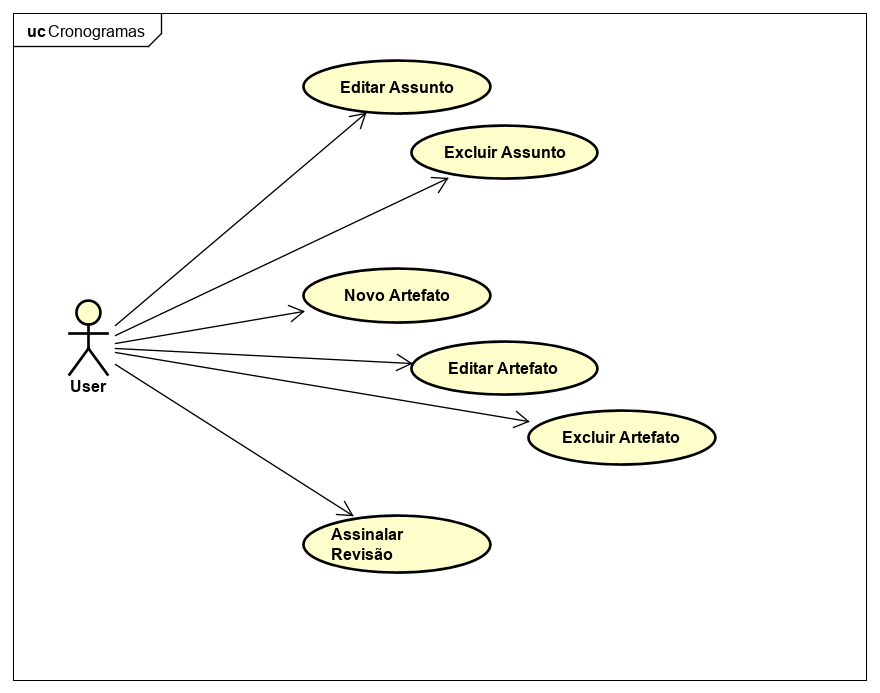 uc Cronogramas
Editar Assunto
Excluir Assunto
Novo Artefato
Editar Artefato
User
Excluir Artefato
Assinalar
Revisão